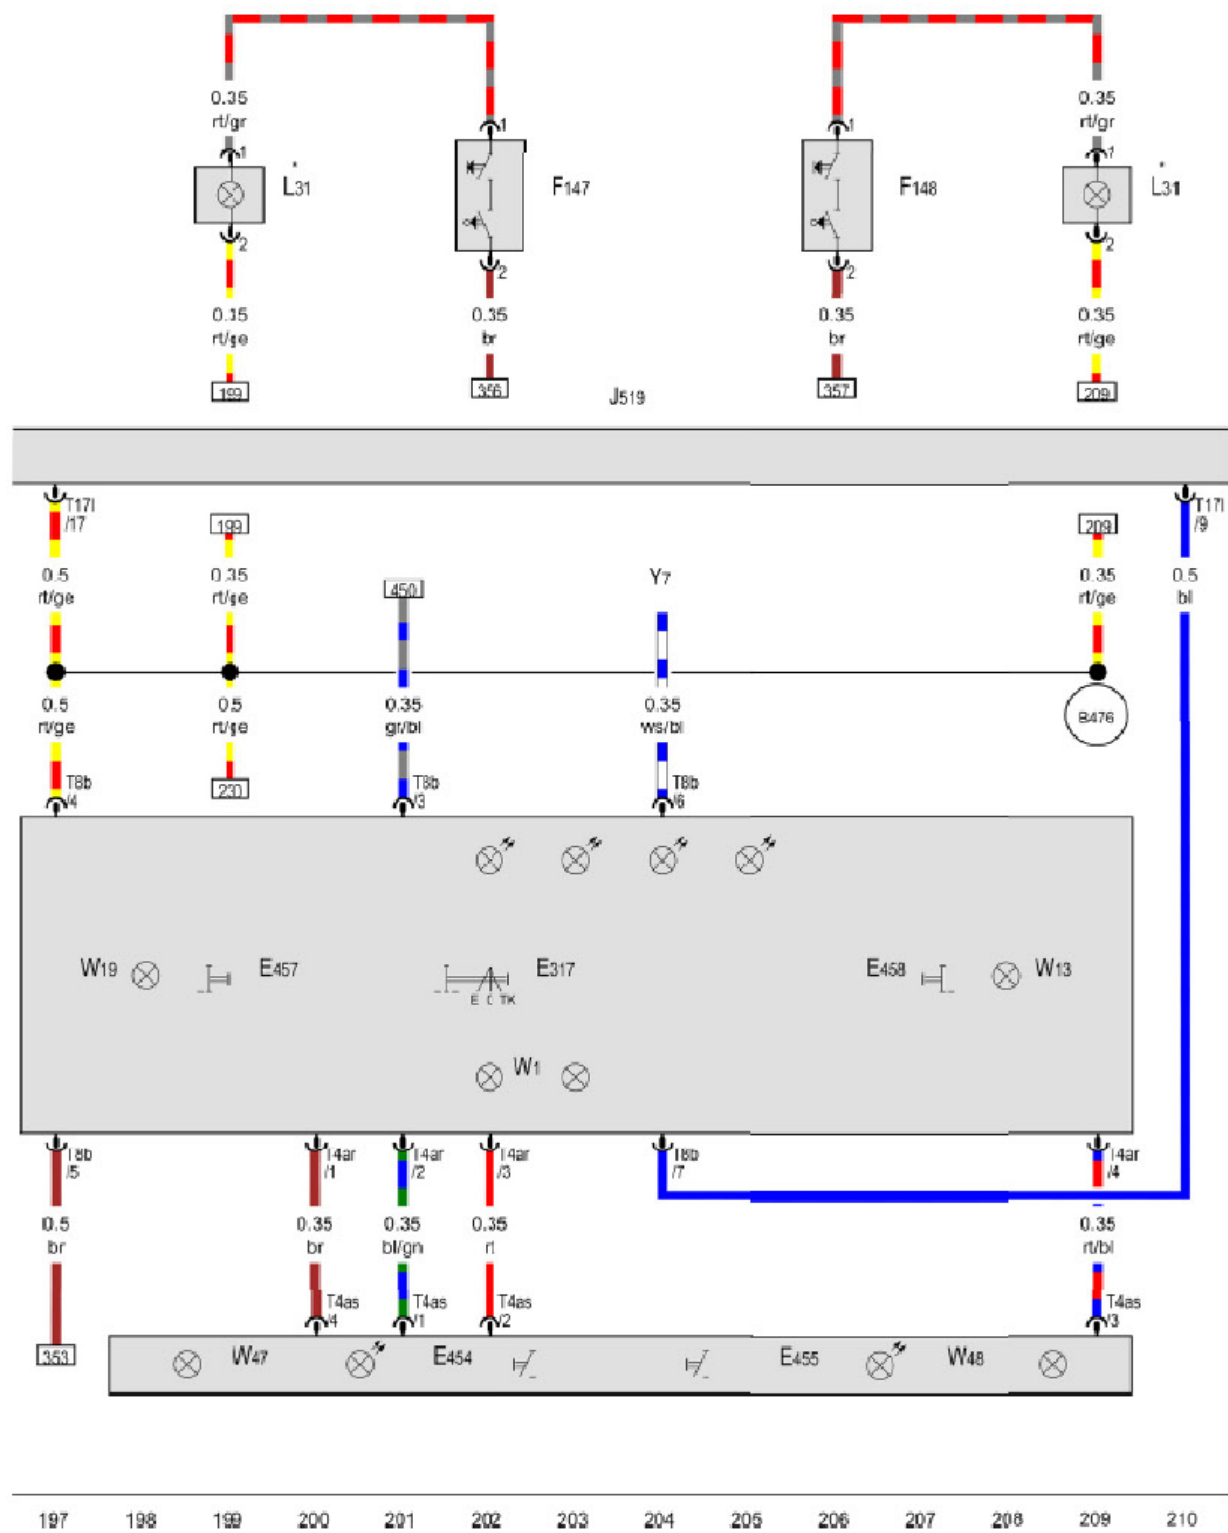 0.35 0.35
rt/gr rt/gr
1 1
1 1
* *
L31 F147 F148 L31
2 2
2 2
0.35 0.35 0.35 0.35
rt/ge br br rt/ge
199 356 357 209
J519
T17l T17l
/17 199 209 /9
0.5 0.35 450 Y7 0.35 0.5
rt/ge rt/ge rt/ge bl
0.5 0.5 0.35 0.35
rt/ge rt/ge gr/bl ws/bl B476
T8b T8b T8b
/4 230 /3 /6
W19 E457 E317 E458 W13
E 0 TK
W1
T8b T4ar T4ar T4ar T8b T4ar
/5 /1 /2 /3 /7 /4
0.5 0.35 0.35 0.35 0.35
br br bl/gn rt rt/bl
T4as T4as T4as T4as
/4 /1 /2 /3
353 W47 E454 E455 W48
197 198 199 200 201 202 203 204 205 206 207 208 209 210